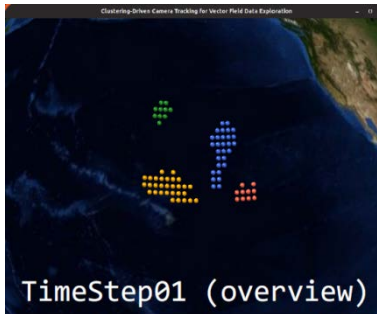 Clustering-Driven Camera Tracking for Vector Field Data Exploration
TimeStep01 (overview)